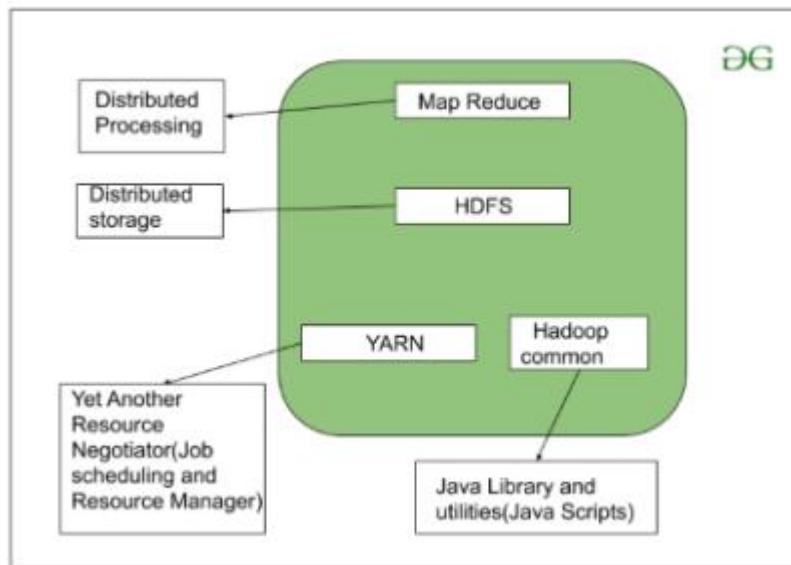 Distributed
Processing
Map Reduce
Distributed
storage
HDFS
YARN
Hadoop
common
Yet Another
Resource
Negotiator(Job
scheduling and
Resource Manager)
Java Library and
utilities(Java Scripts)